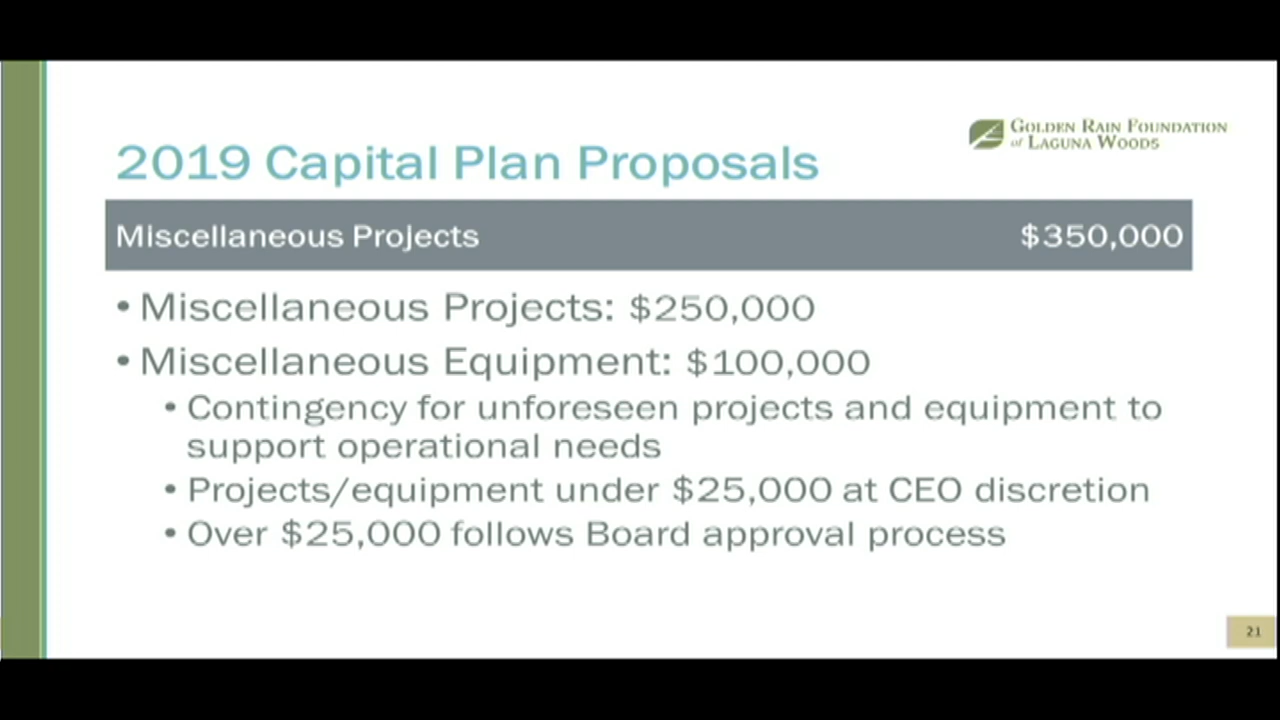 GOLDEN RAIN FOUNDATION
of LAGUNA WOODS
2019 Capital Plan Proposals
Miscellaneous Projects $350,000
• Miscellaneous Projects: $250,000
• Miscellaneous Equipment: $100,000
• Contingency for unforeseen projects and equipment to
support operational needs
• Projects/equipment under $25,000 at CEO discretion
• Over $25,000 follows Board approval process
21